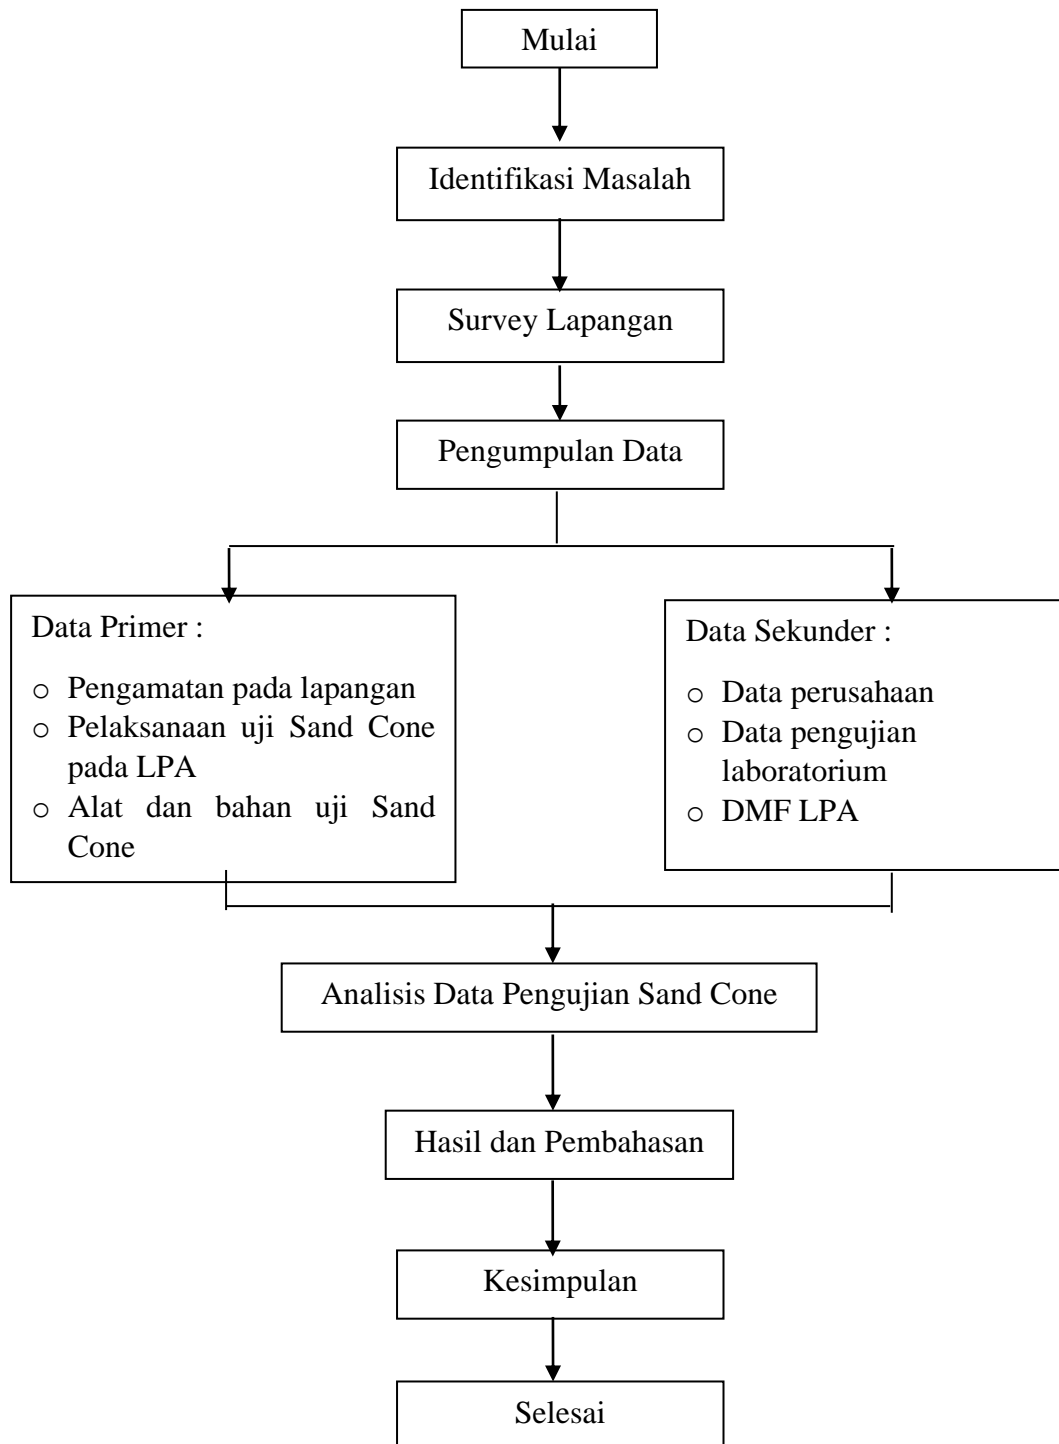 Mulai
Identifikasi Masalah
Survey Lapangan
Pengumpulan Data
Data Primer :
o Pengamatan pada lapangan
o Pelaksanaan uji Sand Cone
pada LPA
o Alat dan bahan uji Sand
Cone
Data Sekunder :
o Data perusahaan
o Data pengujian
laboratorium
o DMF LPA
Analisis Data Pengujian Sand Cone
Hasil dan Pembahasan
Kesimpulan
Selesai